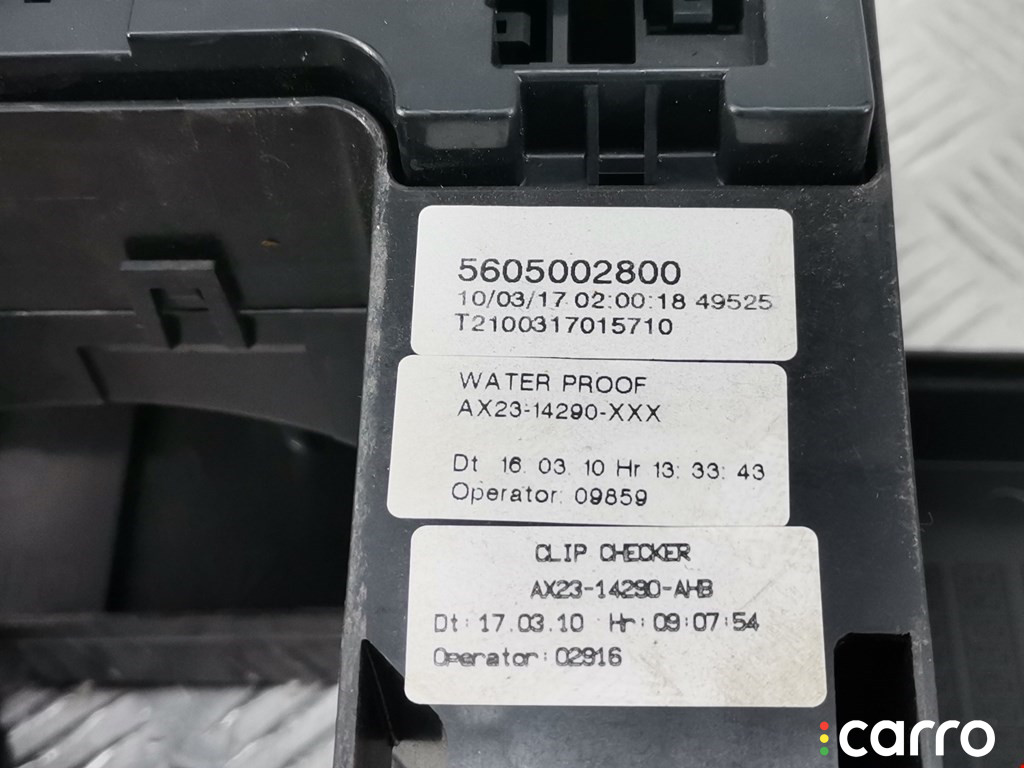 5605002800
10/03/17 02:00:18 49525
T2100317015710
WATER PROOF
AX23-14290-XXX
Dt 16. 03. 10 Hr 13: 33: 43
Operator: 09859
CLIP CHECKER
AX23-14290-AHB
Dt: 17.03.10 Hr: 09:07:54
Operator: 02916
carro